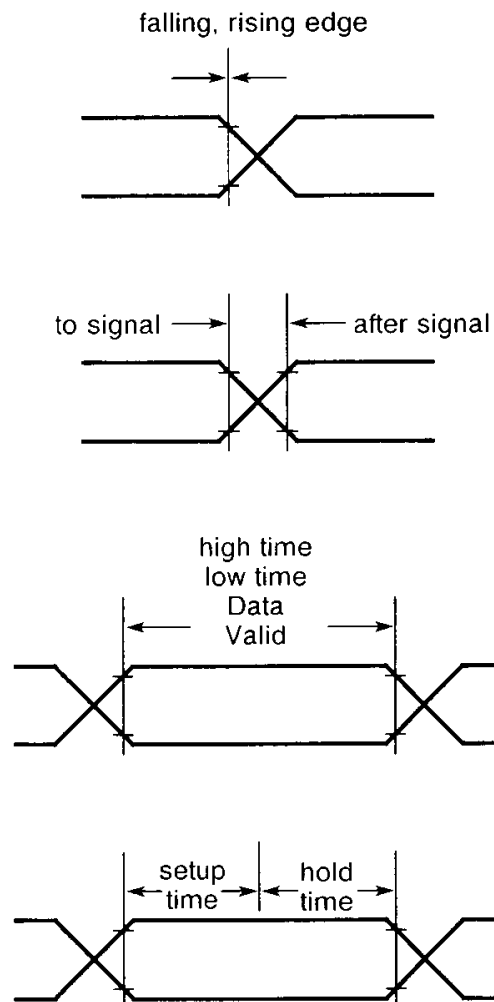 falling, rising edge
to signal
after signal
high time
low time
Data
Valid
setup
time
hold
time